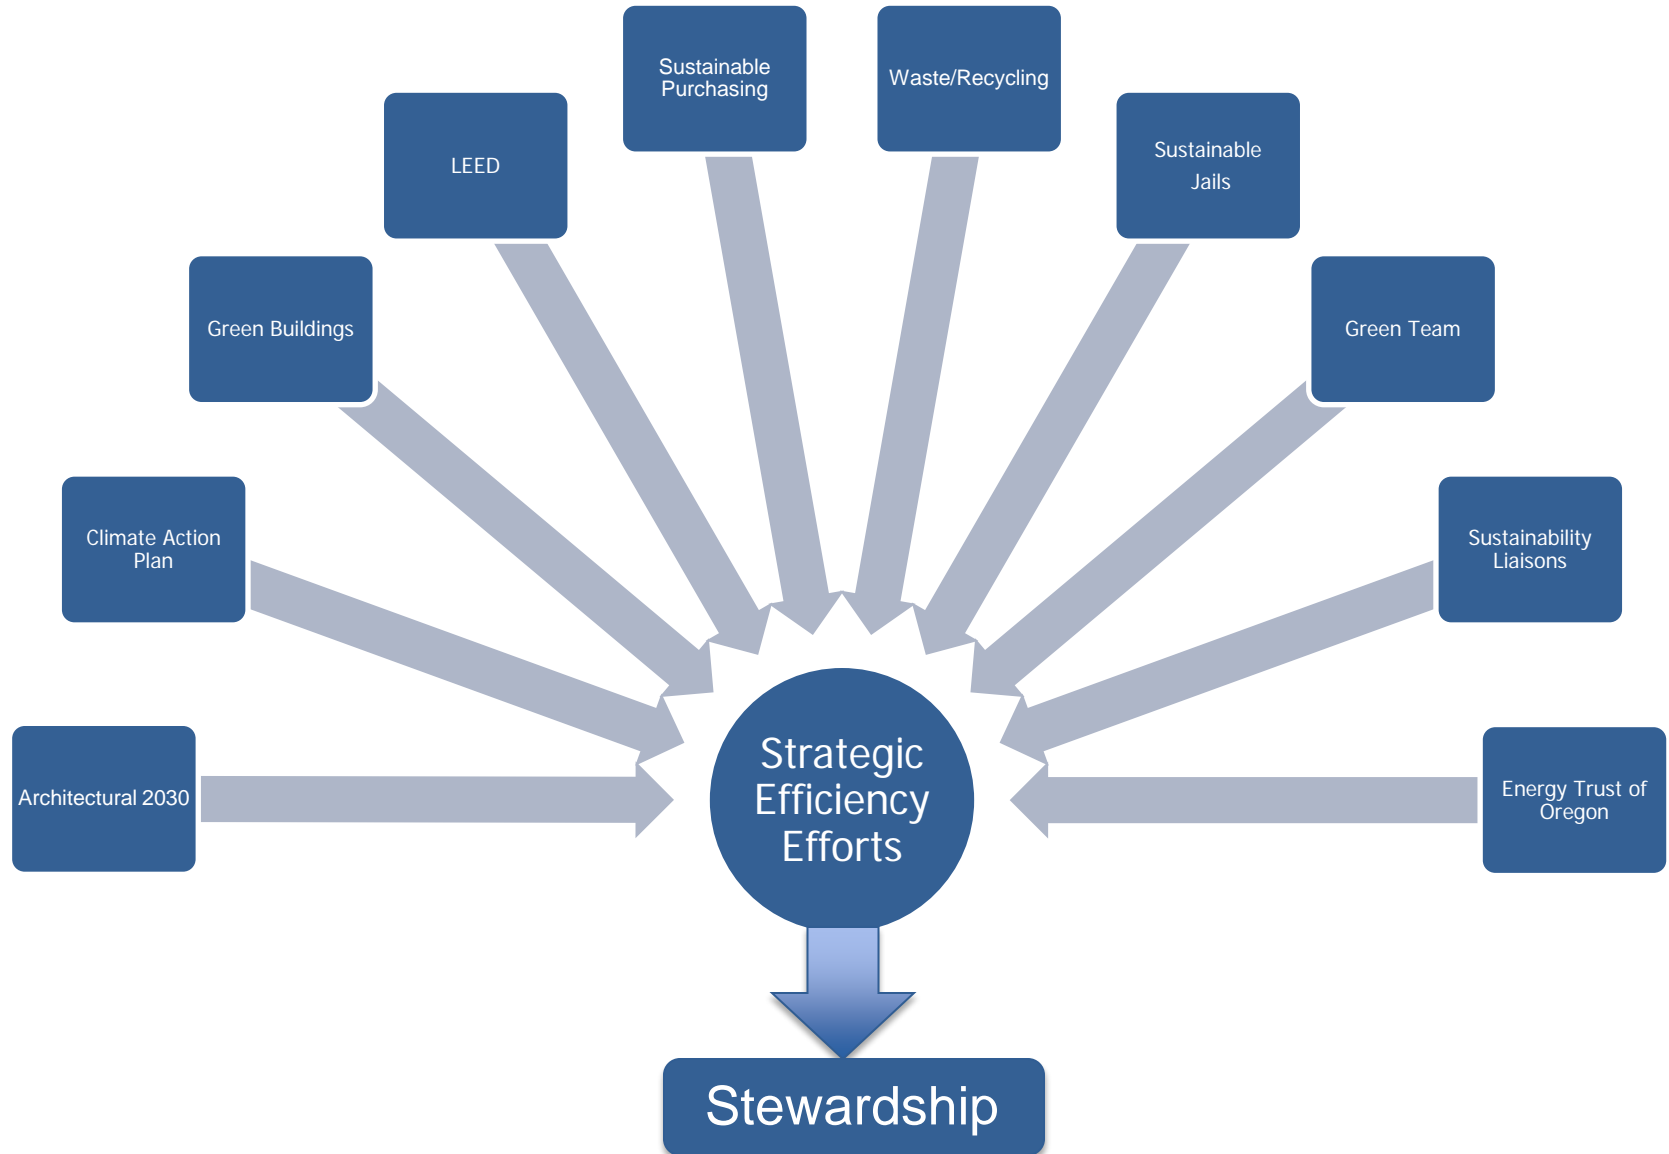 Sustainable
Purchasing
Waste/Recycling
LEED
Sustainable
Jails
Green Buildings
Green Team
Climate Action
Plan
Sustainability
Liaisons
Architectural 2030
Strategic
Efficiency
Efforts
Energy Trust of
Oregon
Stewardship